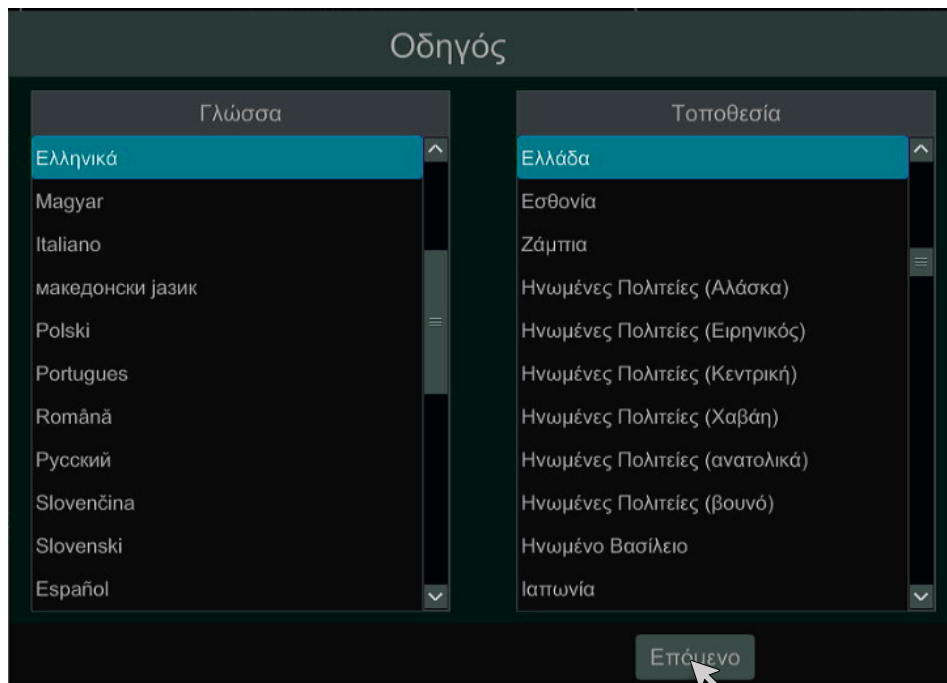 Οδηγός
Γλώσσα
Ελληνικά
Magyar
Italiano
македонски јазик
Polski
Portugues
Română
Русский
Slovenčina
Slovenski
Español
Τοποθεσία
Ελλάδα
Εσθονία
Ζάμπια
Ηνωμένες Πολιτείες (Αλάσκα)
Ηνωμένες Πολιτείες (Ειρηνικός)
Ηνωμένες Πολιτείες (Κεντρική)
Ηνωμένες Πολιτείες (Χαβάη)
Ηνωμένες Πολιτείες (ανατολικά)
Ηνωμένες Πολιτείες (βουνό)
Ηνωμένο Βασίλειο
Ιαπωνία
Επόμενο